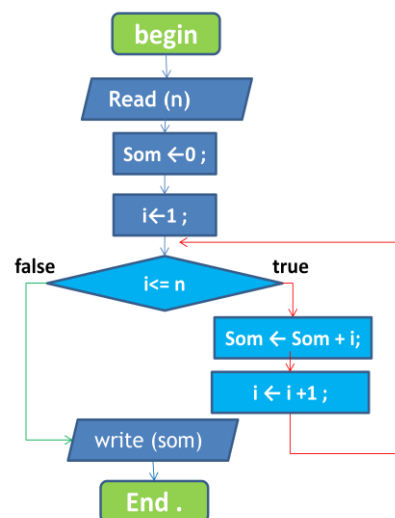 begin
Read (n)
Som ←0 ;
i←1 ;
false
true
i<= n
Som ← Som + i;
i ← i +1 ;
write (som)
End .